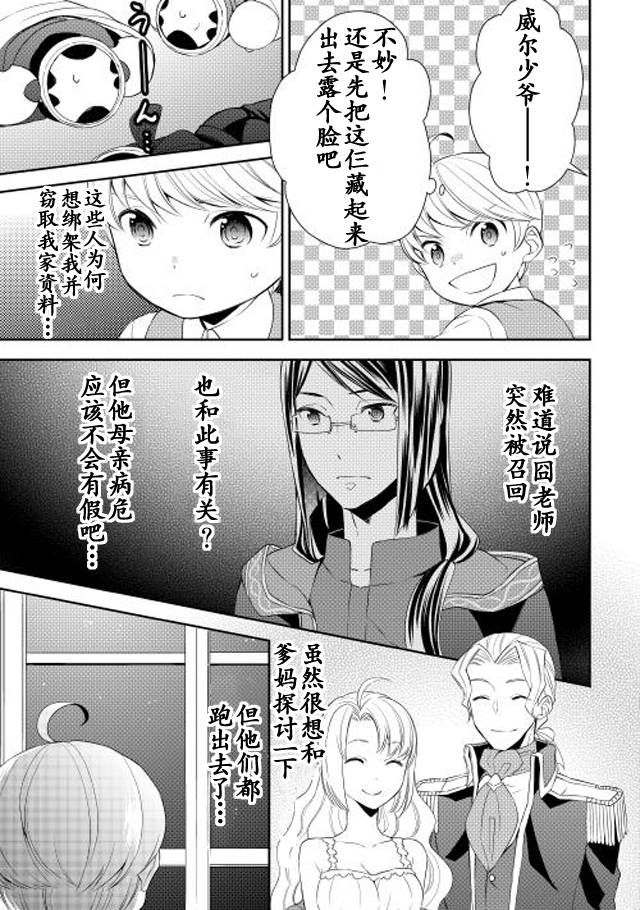 威尔少爷——！
不妙！
还是先把这仨藏起来
出去露个脸吧
うーーん
这些人为何
想绑架我并
窃取我家资料…
难道说囧老师
突然被召回
也和此事有关？
但他母亲病危
应该不会有假吧…
虽然很想和
爹妈探讨一下
但他们都
跑出去了…